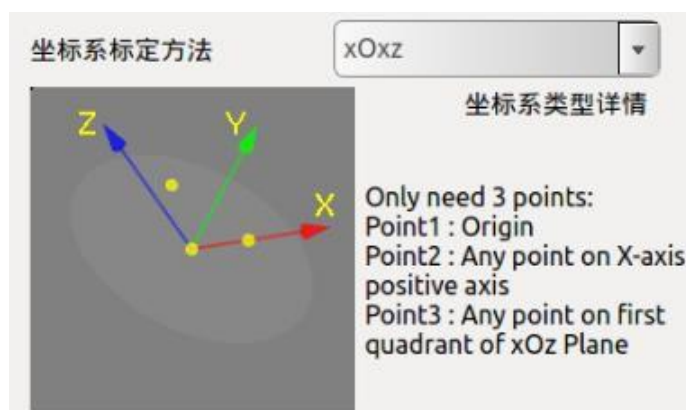 坐标系标定方法
xOxz
坐标系类型详情
Z
Y
X
Only need 3 points:
Point1 : Origin
Point2 : Any point on X-axis
positive axis
Point3 : Any point on first
quadrant of xOz Plane